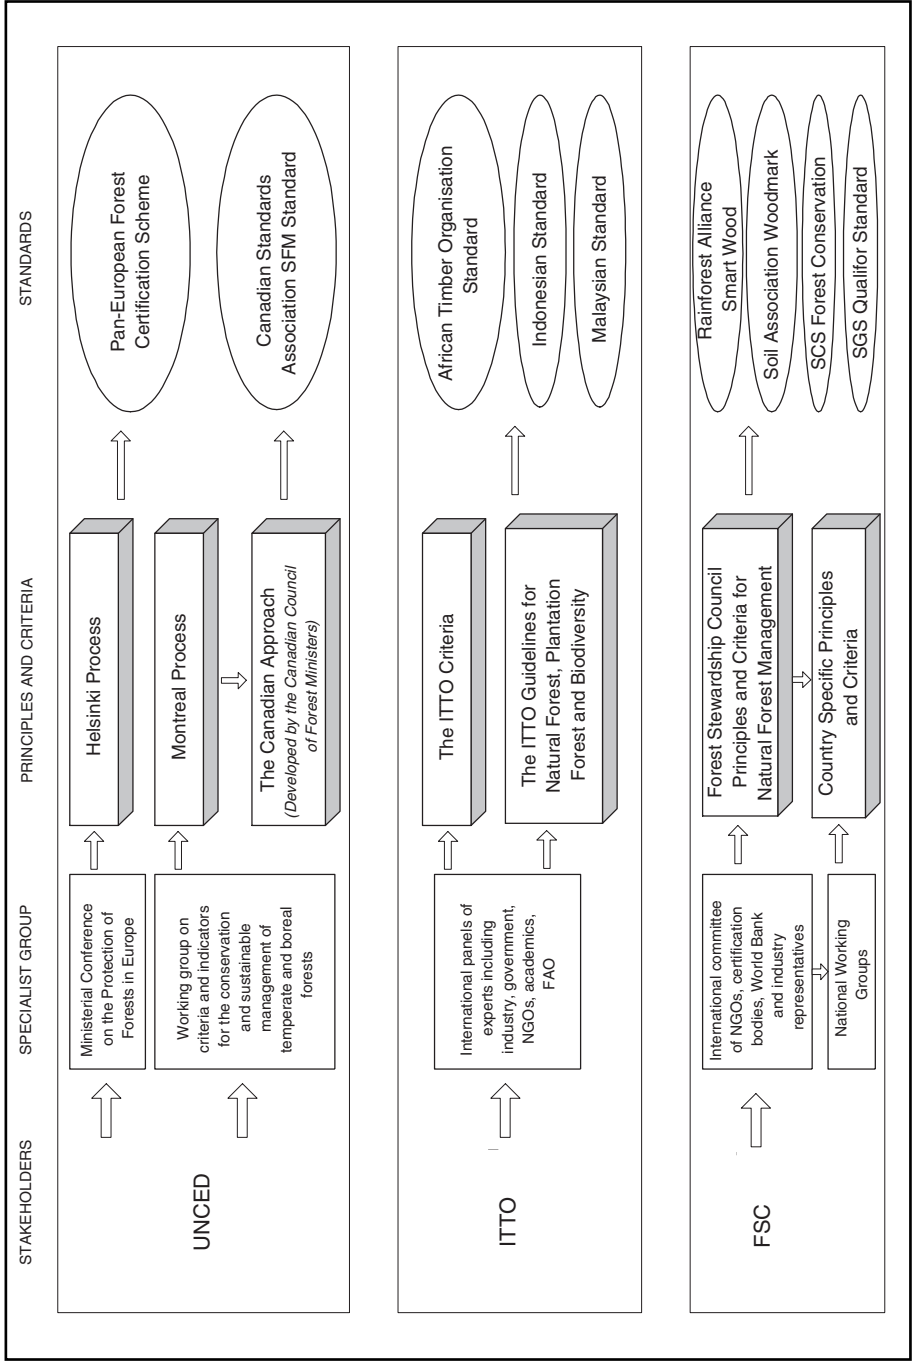 STAKEHOLDERS
SPECIALIST GROUP
PRINCIPLES AND CRITERIA
STANDARDS
UNCED
Ministerial Conference
on the Protection of
Forests in Europe
Helsinki Process
Pan-European Forest
Certification Scheme
Working group on
criteria and indicators
for the conservation
and sustainable
management of
temperate and boreal
forests
Montreal Process
The Canadian Approach
(Developed by the Canadian Council
of Forest Ministers)
Canadian Standards
Association SFM Standard
ITTO
International panels of
experts including
industry, government,
NGOs, academics,
FAO
The ITTO Criteria
The ITTO Guidelines for
Natural Forest, Plantation
Forest and Biodiversity
African Timber Organisation
Standard
Indonesian Standard
Malaysian Standard
FSC
International committee
of NGOs, certification
bodies, World Bank
and industry
representatives
National Working
Groups
Forest Stewardship Council
Principles and Criteria for
Natural Forest Management
Country Specific Principles
and Criteria
Rainforest Alliance
Smart Wood
Soil Association Woodmark
SCS Forest Conservation
SGS Qualifor Standard